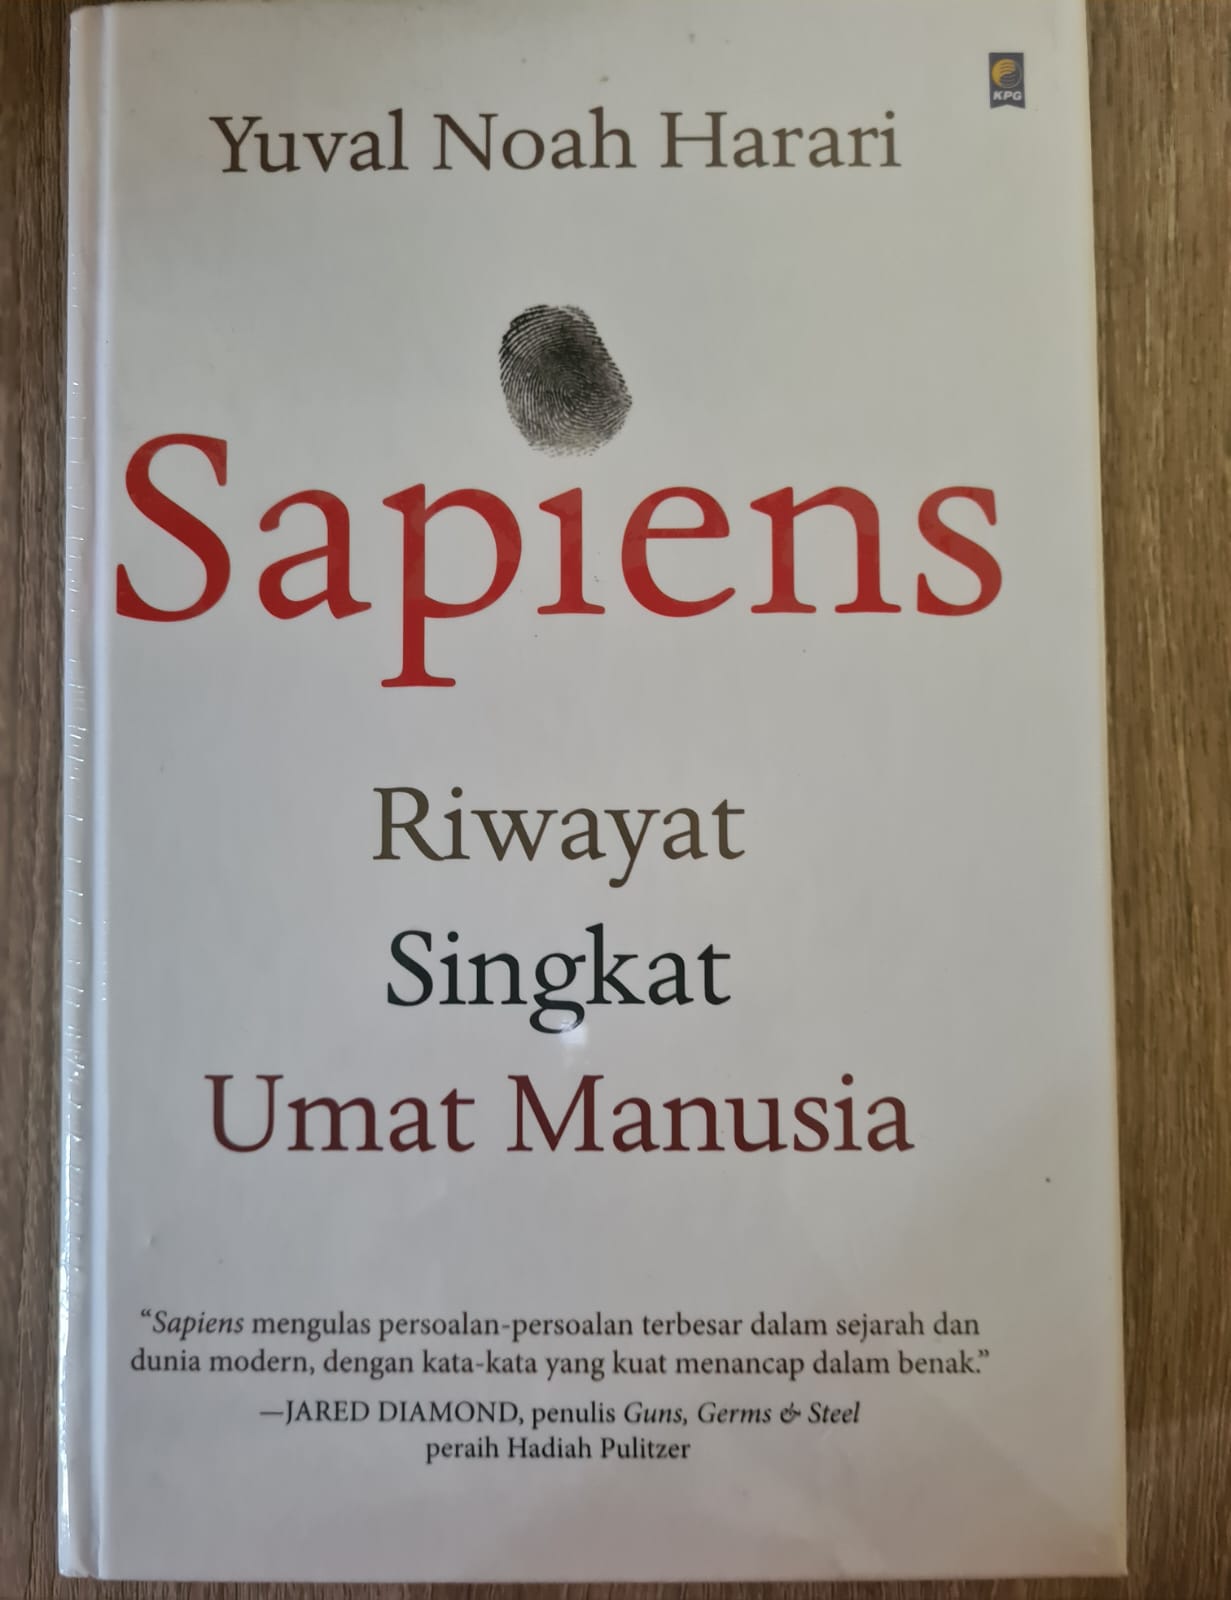 KPG
Yuval Noah Harari
Sapiens
Riwayat
Singkat
Umat Manusia
“Sapiens mengulas persoalan-persoalan terbesar dalam sejarah dan
dunia modern, dengan kata-kata yang kuat menancap dalam benak.”
—JARED DIAMOND, penulis Guns, Germs & Steel
peraih Hadiah Pulitzer